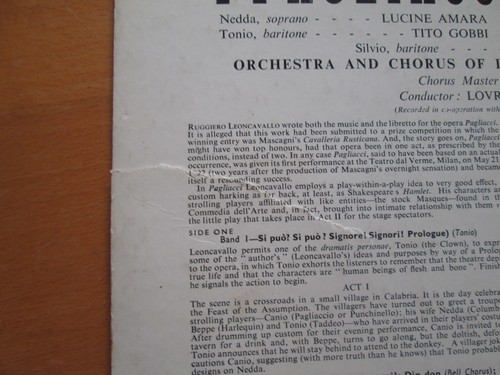 Nedda, soprano - - - - LUCINE AMARA
Tonio, baritone - - - - - - TITO GOBBI
Silvio, baritone - - -
ORCHESTRA AND CHORUS OF
Chorus Master
Conductor: LOVR
(Recorded in co-operation with
RUGGIERO LEONCAVALLO wrote both the music and the libretto for the opera Pagliacci.
It is alleged that this work had been submitted to a prize competition in which the
winning entry was Mascagni's Cavalleria Rusticana. And, the story goes on, Pagliacci
might have won top honours, had that opera been in one act, as prescribed by the
conditions, instead of two. In any case Pagliacci, said to have been based on an actual
occurrence, was given its first performance at the Teatro dal Verme, Milan, on May 21
(two years after the production of Mascagni's overnight sensation) and became
itself a resounding success.
In Pagliacci Leoncavallo employs a play-within-a-play idea to very good effect,
custom harking as far back, at least, as Shakespeare's Hamlet. His characters a
strolling players affiliated with like entities—the stock Masques—found in th
Commedia dell'Arte and, in fact, brought into intimate relationship with them
the little play that takes place in Act II for the stage spectators.
SIDE ONE
Band 1—Si può? Si può? Signore! Signori! Prologue) (Tonio)
Leoncavallo permits one of the dramatis personae, Tonio (the Clown), to expr
some of the "author's" (Leoncavallo's) ideas and purposes by way of a Prolog
to the opera, in which Tonio exhorts the listeners to remember that the theatre dep
true life and that the characters are "human beings of flesh and bone". Finis
he signals the action to begin.
ACT I
The scene is a crossroads in a small village in Calabria. It is the day celebra
the Feast of the Assumption. The villagers have turned out to greet a troup
strolling players—Canio (Pagliaccio or Punchinello); his wife Nedda (Columb
Beppe (Harlequin) and Tonio (Taddeo)—who have arrived in their players' costum
After drumming up custom for their evening performance, Canio is invited to
tavern for a drink and, with Beppe, turns to go along, but the doltish, defor
Tonio announces that he will stay behind to attend to the donkey. A villager jok
cautions Canio, suggesting (with more truth than he knows) that Tonio probabl
designs on Nedda.
Din don (Bell Chorus);